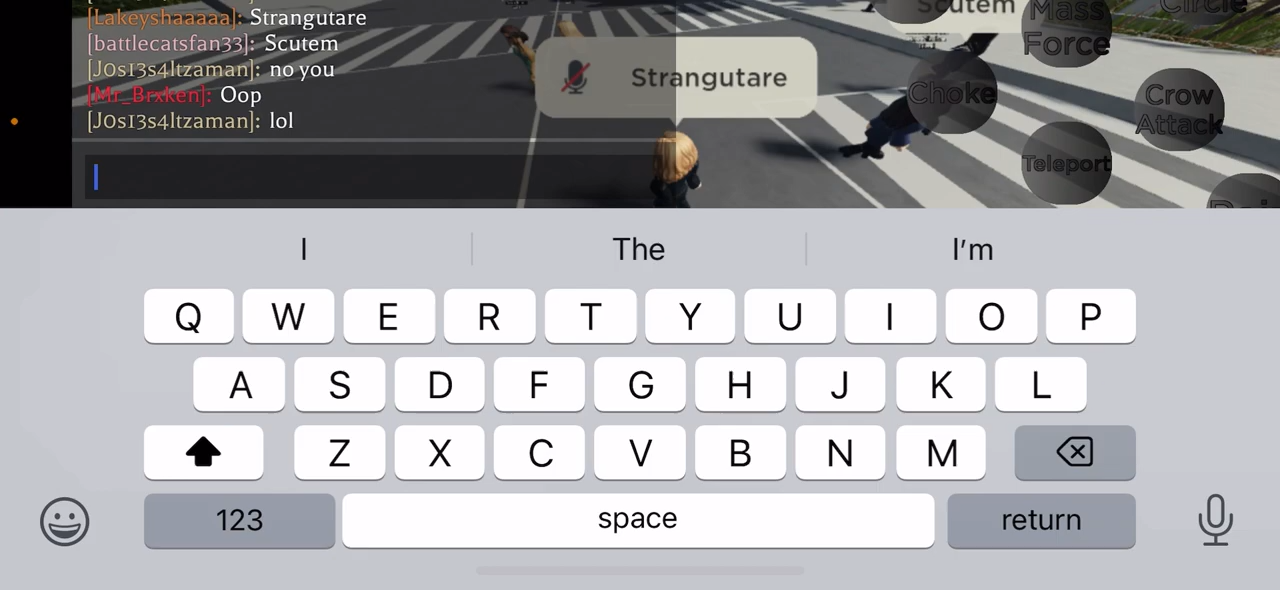 [Lakeyshaaaaa]: Strangutare
[battlecatsfan33]: Scutem
[J0s13s4ltzaman]: no you
[Mr_Brxken]: Oop
[J0s13s4ltzaman]: lol
Strangutare
Scutem
Mass
Force
Circle
Choke
Crow
Attack
Teleport
I
The
I'm
Q W E R T Y U I O P
A S D F G H J K L
Z X C V B N M
123
space
return